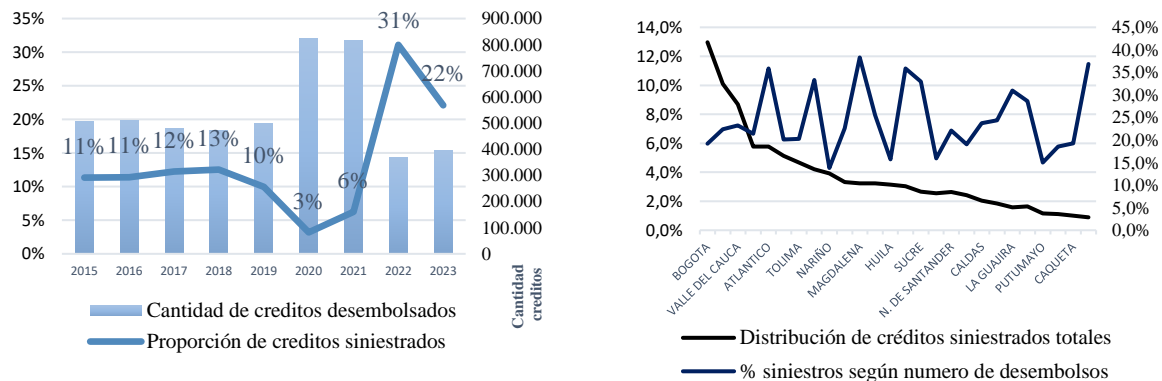 35%
30%
25%
20%
15%
10%
5%
0%
900.000
800.000
700.000
600.000
500.000
400.000
300.000
200.000
100.000
0
11%
11%
12%
13%
10%
3%
6%
31%
22%
2015 2016 2017 2018 2019 2020 2021 2022 2023
Cantidad
creditos
Cantidad de creditos desembolsados
Proporción de creditos siniestrados
14,0%
12,0%
10,0%
8,0%
6,0%
4,0%
2,0%
0,0%
45,0%
40,0%
35,0%
30,0%
25,0%
20,0%
15,0%
10,0%
5,0%
0,0%
BOGOTA
VALLE DEL CAUCA
ATLANTICO
TOLIMA
NARIÑO
MAGDALENA
HUILA
SUCRE
N. DE SANTANDER
CALDAS
LA GUAJIRA
PUTUMAYO
CAQUETA
Distribución de créditos siniestrados totales
% siniestros según numero de desembolsos